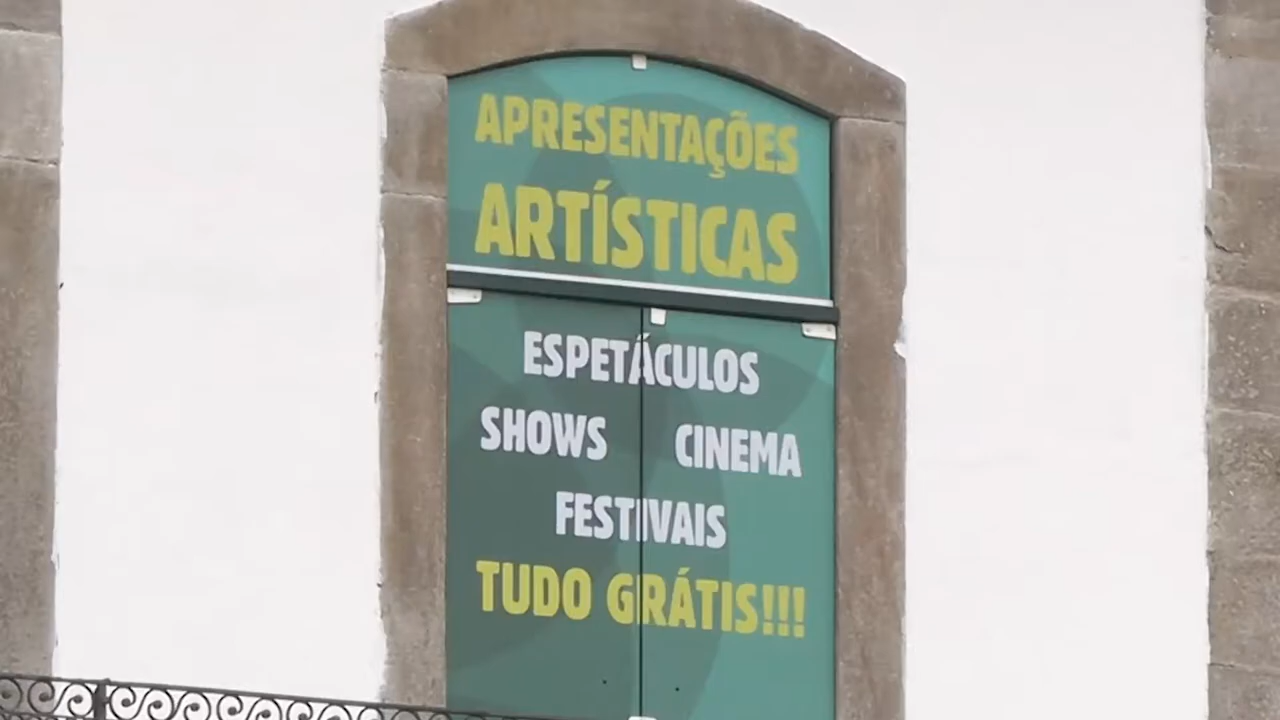 APRESENTAÇÕES
ARTÍSTICAS
ESPETÁCULOS
SHOWS CINEMA
FESTIVAIS
TUDO GRÁTIS!!!